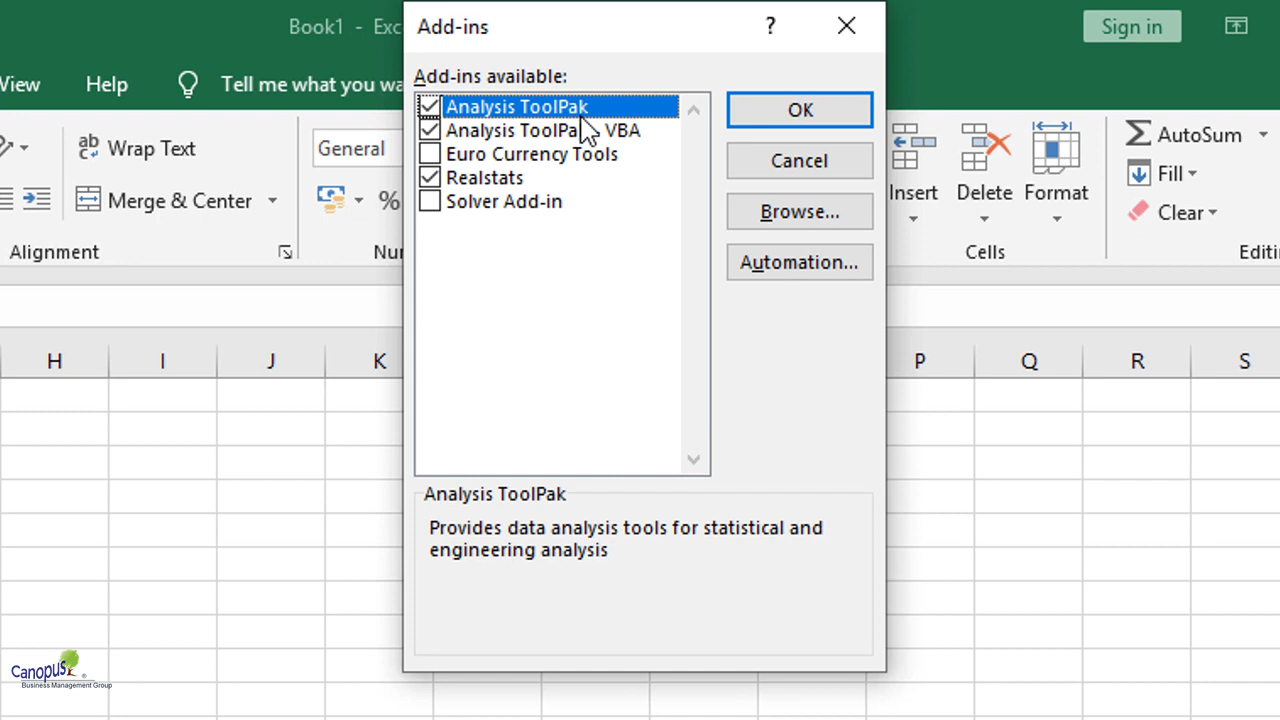 Book1 - Exc
Sign in
View
Help
Tell me what you wa
Add-ins
?
Add-ins available:
Analysis ToolPak
Analysis ToolPa - VBA
Euro Currency Tools
Realstats
Solver Add-in
OK
Cancel
Browse...
Automation...
Analysis ToolPak
Provides data analysis tools for statistical and
engineering analysis
ab
c
Wrap Text
Merge & Center
Alignment
General
%
Nu
Insert
Delete
Format
Cells
Σ AutoSum
Fill
Clear
Editi
H I J K P Q R S
Canopus
Business Management Group